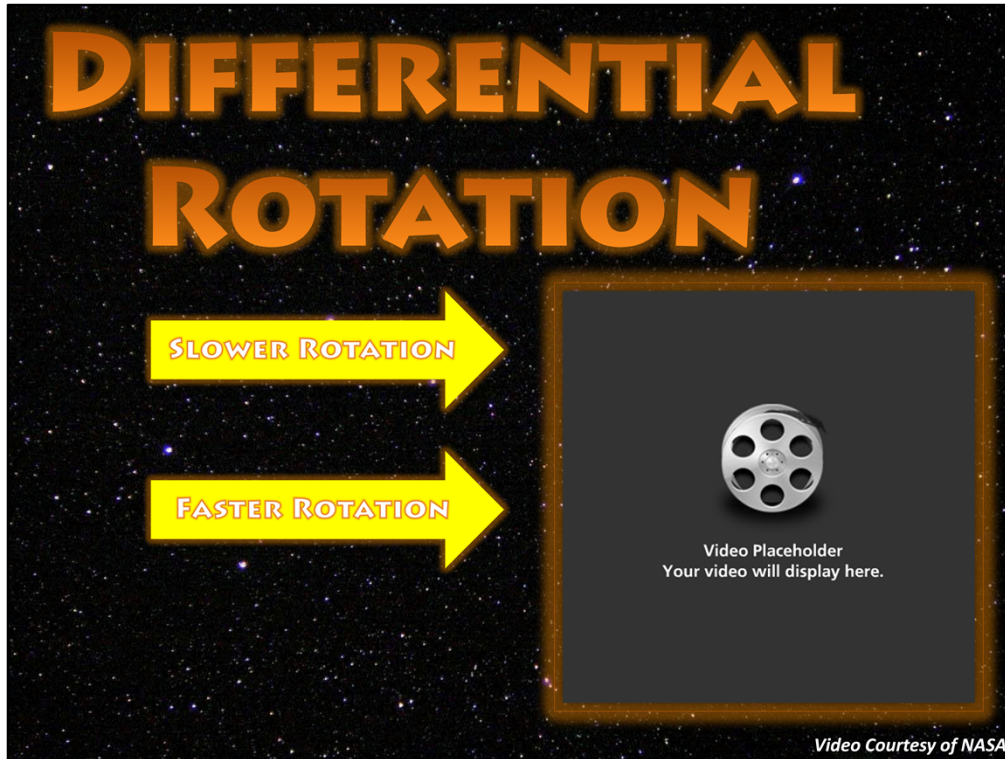 DIFFERENTIAL
ROTATION
SLOWER ROTATION
FASTER ROTATION
Video Placeholder
Your video will display here.
Video Courtesy of NASA